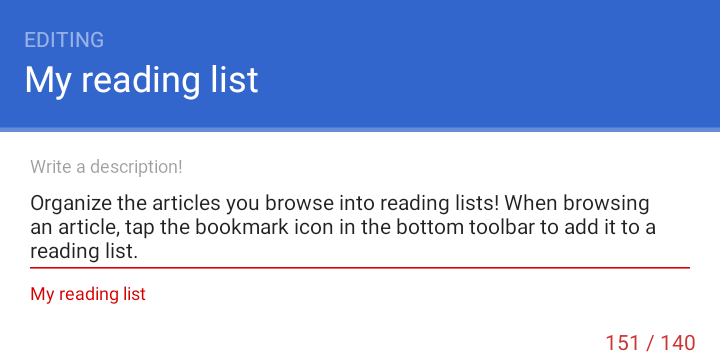 EDITING
My reading list
Write a description!
Organize the articles you browse into reading lists! When browsing
an article, tap the bookmark icon in the bottom toolbar to add it to a
reading list.
My reading list
151 / 140